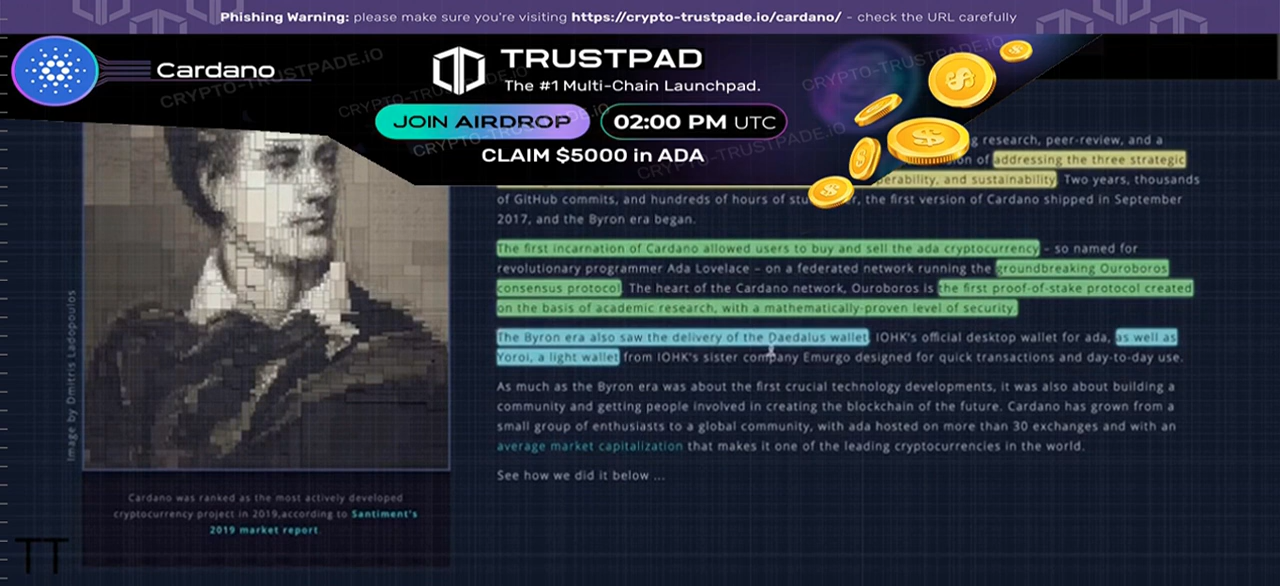 Phishing Warning: please make sure you're visiting https://crypto-trustpade.io/cardano/ - check the URL carefully
Cardano
TRUSTPAD
The #1 Multi-Chain Launchpad.
JOIN AIRDROP
02:00 PM UTC
CLAIM $5000 in ADA
CRYPTO-TRUSTPADE.IO
CRYPTO-TRUSTPADE.IO
CRYPTO-TRUSTPADE.IO
CRYPTO-TRUSTPADE.IO
CRYPTO-TRUSTPADE.IO
g research, peer-review, and a
on of addressing the three strategic
perability, and sustainability. Two years, thousands
of GitHub commits, and hundreds of hours of stu r, the first version of Cardano shipped in September
2017, and the Byron era began.
The first incarnation of Cardano allowed users to buy and sell the ada cryptocurrency – so named for
revolutionary programmer Ada Lovelace – on a federated network running the groundbreaking Ouroboros
consensus protocol. The heart of the Cardano network, Ouroboros is the first proof-of-stake protocol created
on the basis of academic research, with a mathematically-proven level of security.
The Byron era also saw the delivery of the Daedalus wallet, IOHK's official desktop wallet for ada, as well as
Yoroi, a light wallet from IOHK's sister company Emurgo designed for quick transactions and day-to-day use.
As much as the Byron era was about the first crucial technology developments, it was also about building a
community and getting people involved in creating the blockchain of the future. Cardano has grown from a
small group of enthusiasts to a global community, with ada hosted on more than 30 exchanges and with an
average market capitalization that makes it one of the leading cryptocurrencies in the world.
See how we did it below ...
Image by Dmitris Ladopoulos
Cardano was ranked as the most actively developed
cryptocurrency project in 2019,according to Santiment's
2019 market report.
TT